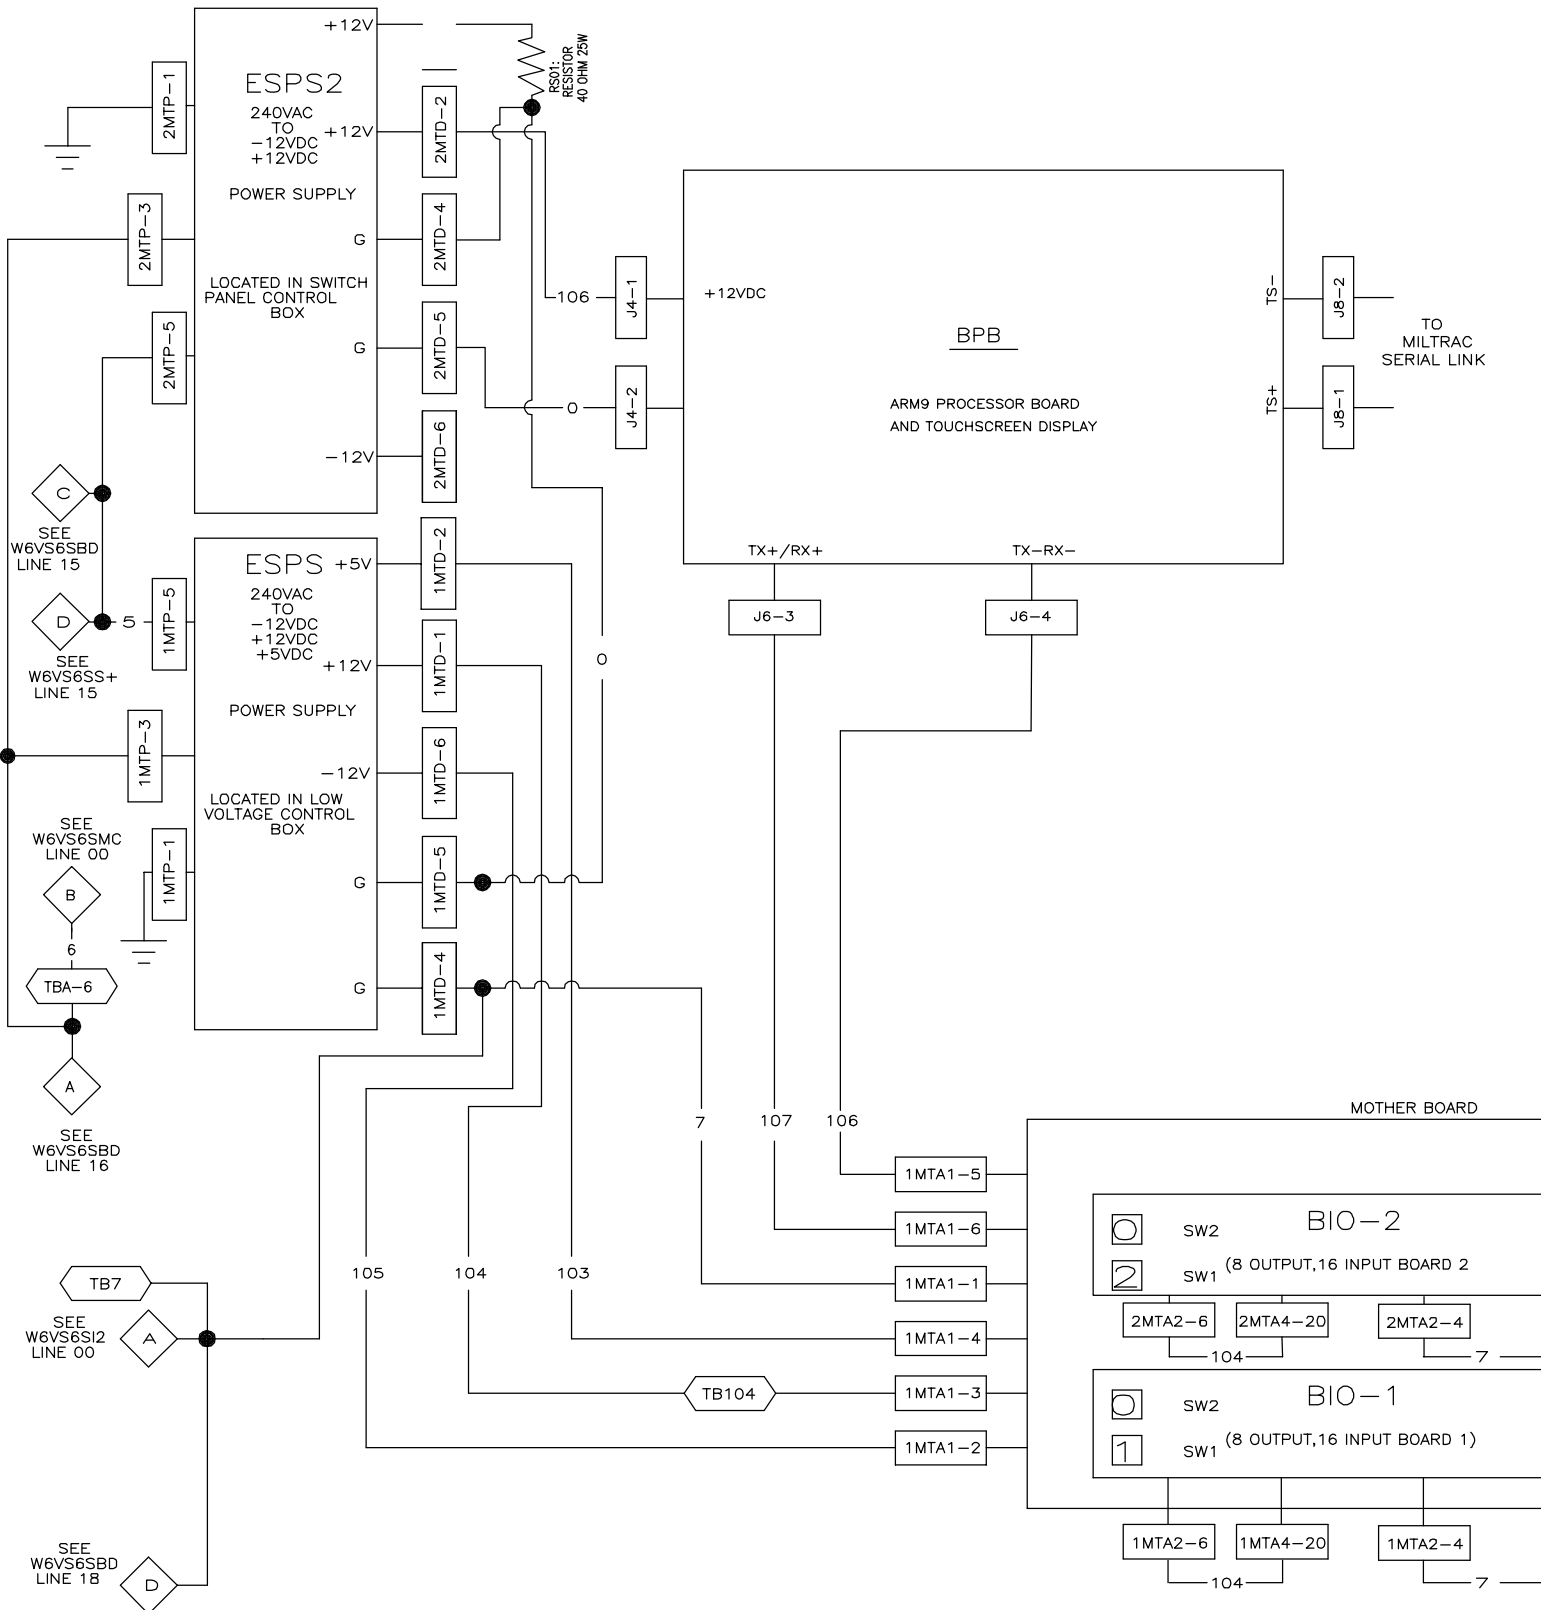 +12V
ESPS2
240VAC
TO
-12VDC
+12VDC
+12V
POWER SUPPLY
G
LOCATED IN SWITCH
PANEL CONTROL
BOX
G
-12V
2MTP-1
2MTP-3
2MTP-5
2MTD-2
2MTD-4
2MTD-5
2MTD-6
RS01:
RESISTOR
40 OHM 25W
106
0
J4-1
J4-2
+12VDC
BPB
ARM9 PROCESSOR BOARD
AND TOUCHSCREEN DISPLAY
TS-
TS+
J8-2
J8-1
TO
MILTRAC
SERIAL LINK
TX+/RX+
TX-RX-
J6-3
J6-4
C
SEE
W6VS6SBD
LINE 15
D
5
SEE
W6VS6SS+
LINE 15
ESPS
+5V
240VAC
TO
-12VDC
+12VDC
+5VDC
+12V
POWER SUPPLY
-12V
LOCATED IN LOW
VOLTAGE CONTROL
BOX
G
G
1MTP-5
1MTP-3
1MTP-1
1MTD-2
1MTD-1
1MTD-6
1MTD-5
1MTD-4
0
SEE
W6VS6SMC
LINE 00
B
6
TBA-6
A
SEE
W6VS6SBD
LINE 16
7
107
106
105
104
103
TB7
SEE
W6VS6SI2
LINE 00
A
SEE
W6VS6SBD
LINE 18
D
TB104
1MTA1-5
1MTA1-6
1MTA1-1
1MTA1-4
1MTA1-3
1MTA1-2
MOTHER BOARD
0
SW2
BIO-2
2
SW1
(8 OUTPUT,16 INPUT BOARD 2
2MTA2-6
2MTA4-20
2MTA2-4
104
7
0
SW2
BIO-1
1
SW1
(8 OUTPUT,16 INPUT BOARD 1)
1MTA2-6
1MTA4-20
1MTA2-4
104
7